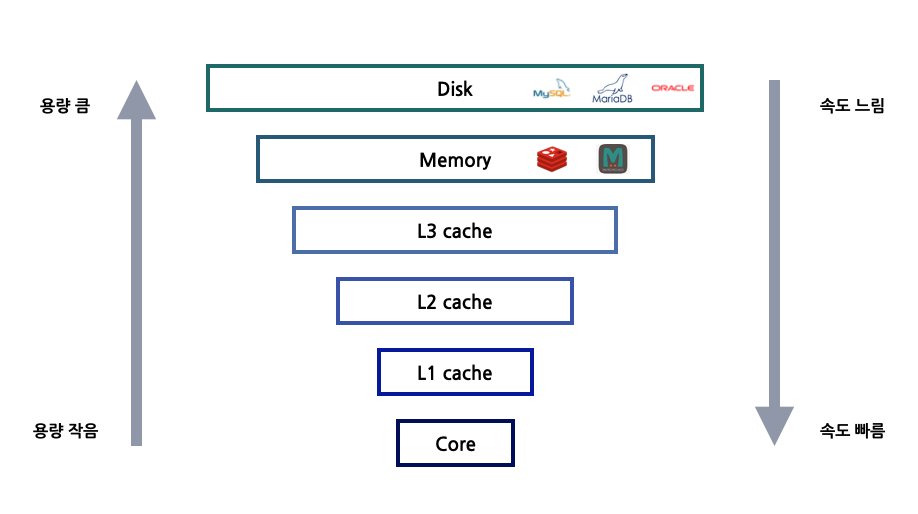 용량 큼
Disk
MySQL
MariaDB
ORACLE
속도 느림
Memory
M
L3 cache
L2 cache
L1 cache
용량 작음
Core
속도 빠름